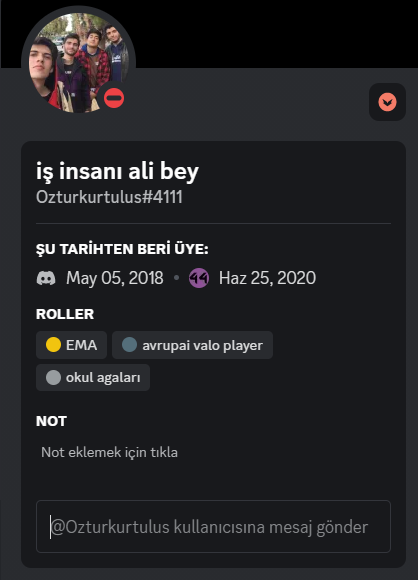 iş insanı ali bey
Ozturkurtulus#4111
ŞU TARİHTEN BERİ ÜYE:
May 05, 2018 • 44 Haz 25, 2020
ROLLER
EMA avrupai valo player
okul agaları
NOT
Not eklemek için tıkla
@Ozturkurtulus kullanıcısına mesaj gönder